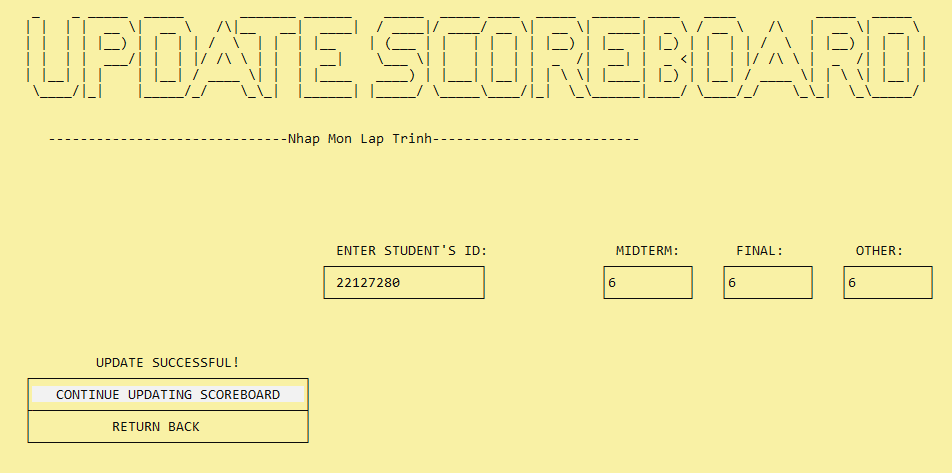 UPDATE SCOREBOARD
------------------------------Nhap Mon Lap Trinh--------------------------
ENTER STUDENT'S ID: MIDTERM: FINAL: OTHER:
22127280 6 6 6
UPDATE SUCCESSFUL!
CONTINUE UPDATING SCOREBOARD
RETURN BACK